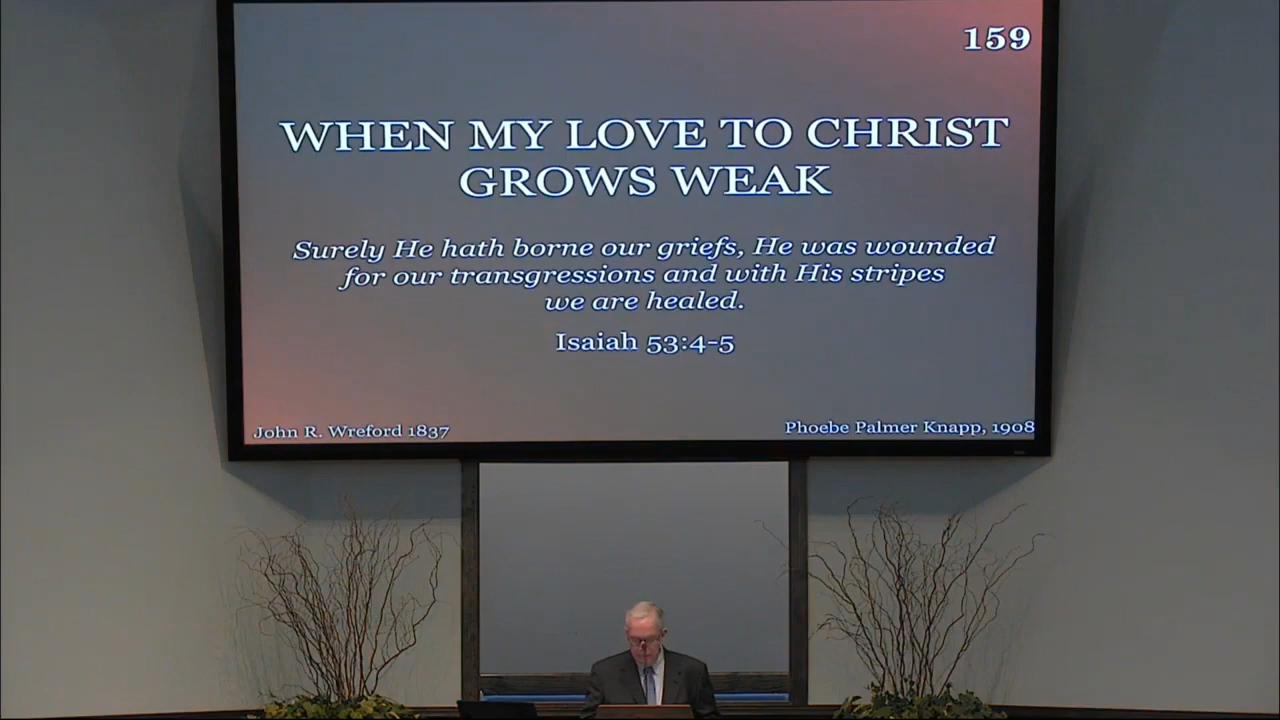 159
WHEN MY LOVE TO CHRIST
GROWS WEAK
Surely He hath borne our griefs, He was wounded
for our transgressions and with His stripes
we are healed.
Isaiah 53:4-5
John R. Wreford 1837
Phoebe Palmer Knapp, 1908